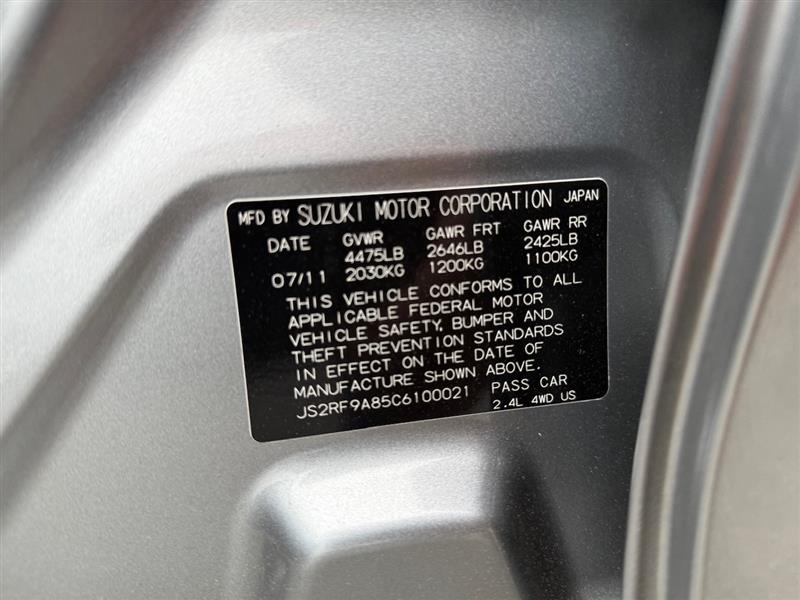 MFD BY SUZUKI MOTOR CORPORATION JAPAN
DATE GVWR GAWR FRT GAWR RR
4475LB 2646LB 2425LB
07/11 2030KG 1200KG 1100KG
THIS VEHICLE CONFORMS TO ALL
APPLICABLE FEDERAL MOTOR
VEHICLE SAFETY, BUMPER AND
THEFT PREVENTION STANDARDS
IN EFFECT ON THE DATE OF
MANUFACTURE SHOWN ABOVE.
JS2RF9A85C6100021 PASS CAR
2.4L 4WD US